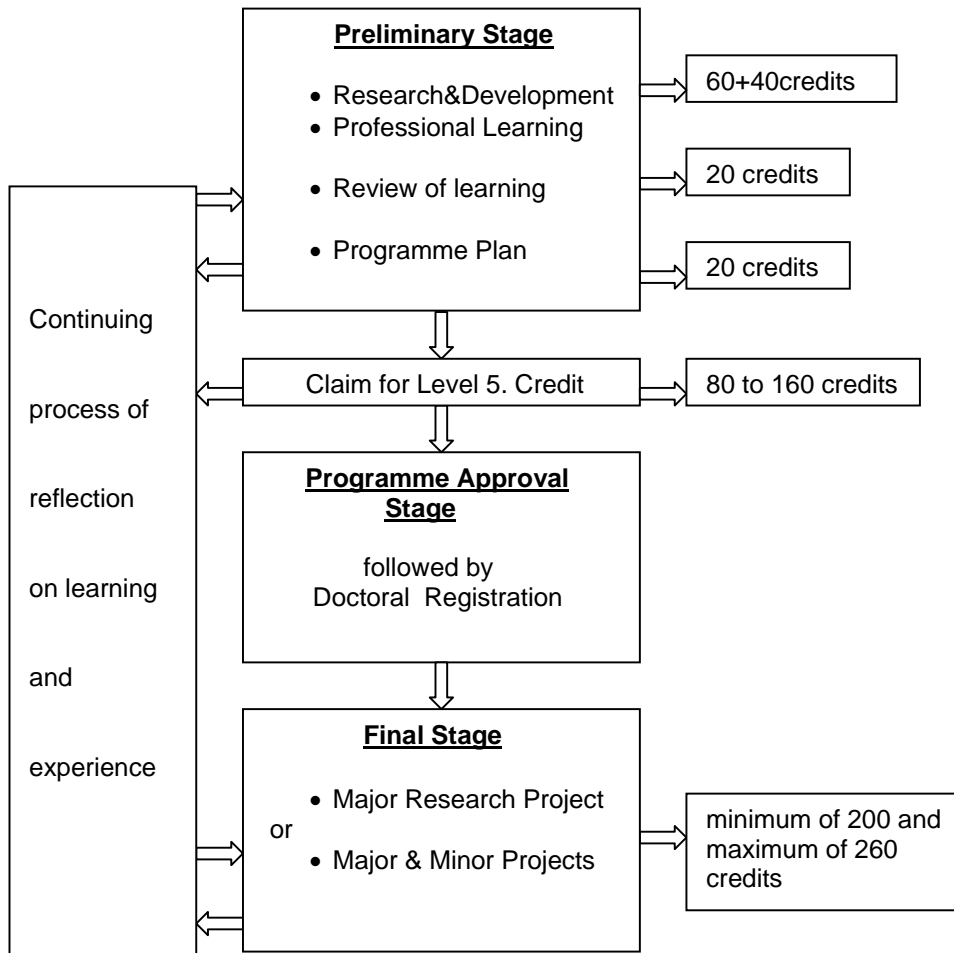 Preliminary Stage
• Research&Development
• Professional Learning
• Review of learning
• Programme Plan
60+40credits
20 credits
20 credits
Continuing
process of
reflection
on learning
and
experience
Claim for Level 5. Credit
80 to 160 credits
Programme Approval
Stage
followed by
Doctoral Registration
Final Stage
• Major Research Project
or
• Major & Minor Projects
minimum of 200 and
maximum of 260
credits